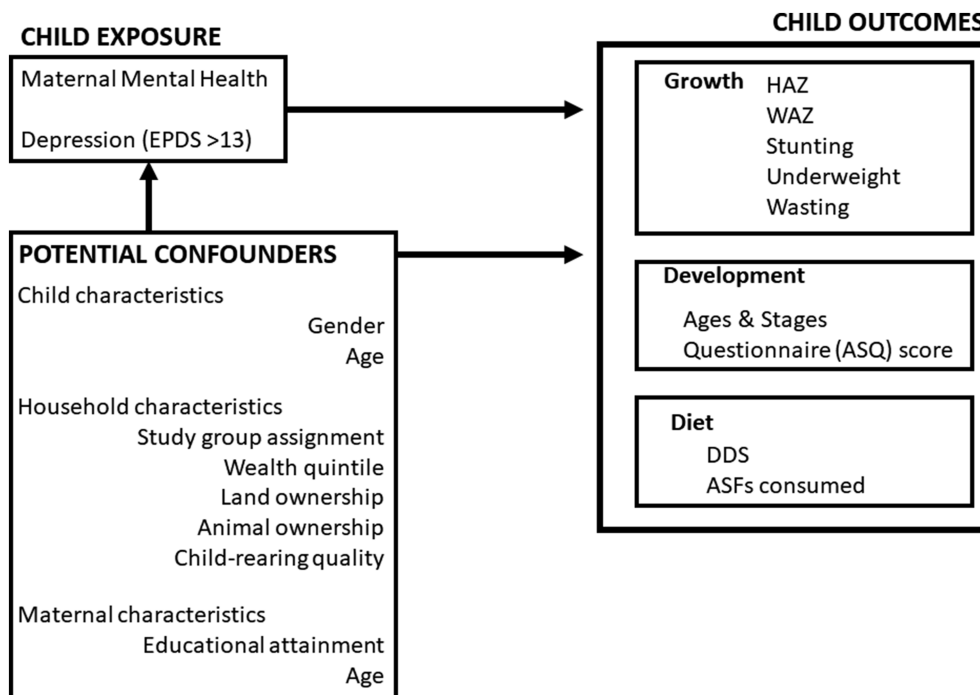 CHILD EXPOSURE
Maternal Mental Health
Depression (EPDS >13)
POTENTIAL CONFOUNDERS
Child characteristics
Gender
Age
Household characteristics
Study group assignment
Wealth quintile
Land ownership
Animal ownership
Child-rearing quality
Maternal characteristics
Educational attainment
Age
CHILD OUTCOMES
Growth HAZ
WAZ
Stunting
Underweight
Wasting
Development
Ages & Stages
Questionnaire (ASQ) score
Diet
DDS
ASFs consumed